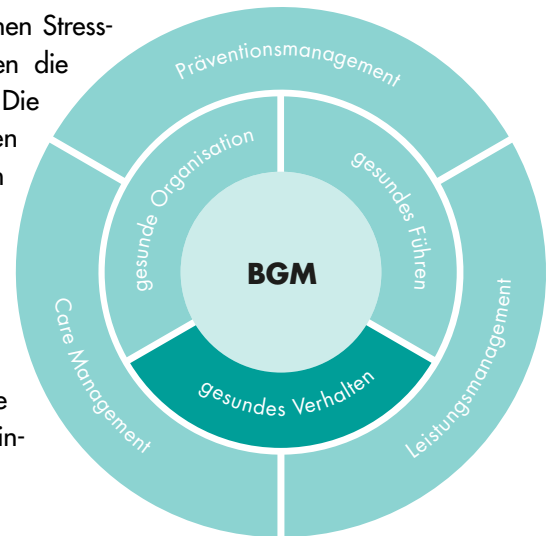 nen Stress-
en die
Die
en
n
e
in-
Präventionsmanagement
gesunde Organisation
gesundes Führen
BGM
gesundes Verhalten
Care Management
Leistungsmanagement